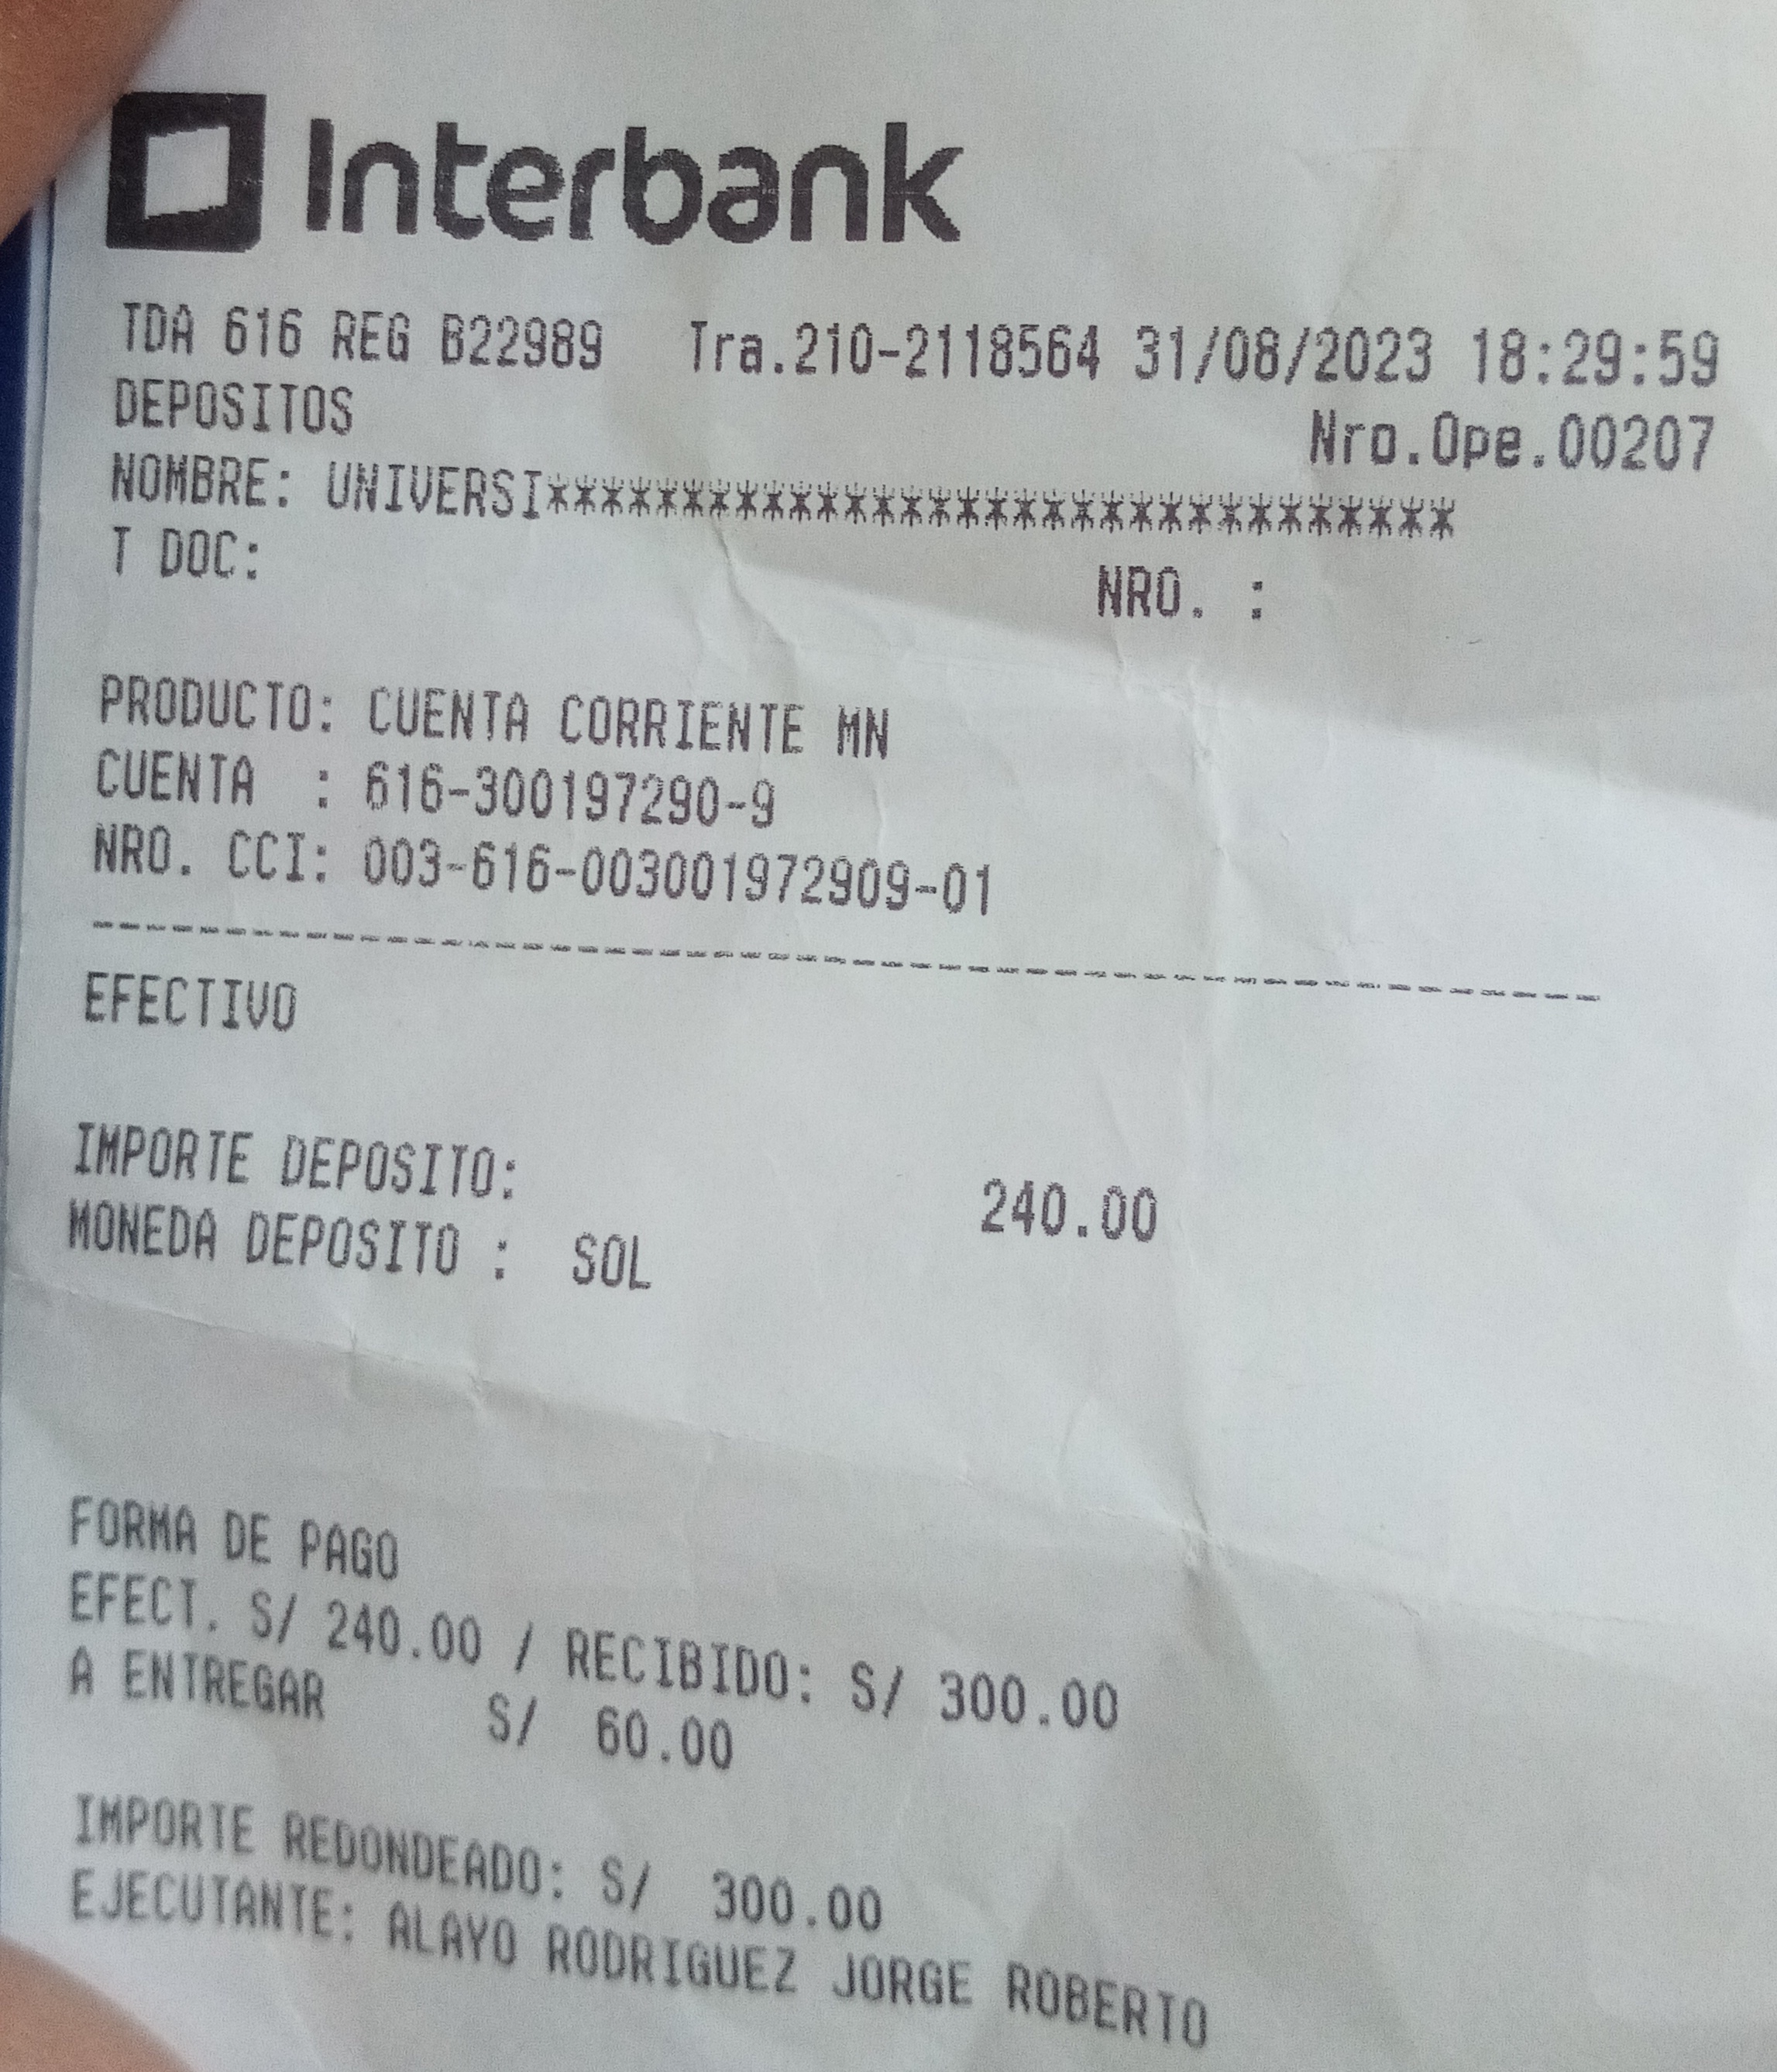 Interbank
TDA 616 REG B22989 Tra.210-2118564 31/08/2023 18:29:59
DEPOSITOS Nro.Ope.00207
NOMBRE: UNIVERSI**********************************
T DOC: NRO. :
PRODUCTO: CUENTA CORRIENTE MN
CUENTA : 616-300197290-9
NRO. CCI: 003-616-003001972909-01
EFECTIVO
IMPORTE DEPOSITO: 240.00
MONEDA DEPOSITO : SOL
FORMA DE PAGO
EFECT. S/ 240.00 / RECIBIDO: S/ 300.00
A ENTREGAR S/ 60.00
IMPORTE REDONDEADO: S/ 300.00
EJECUTANTE: ALAYO RODRIGUEZ JORGE ROBERTO